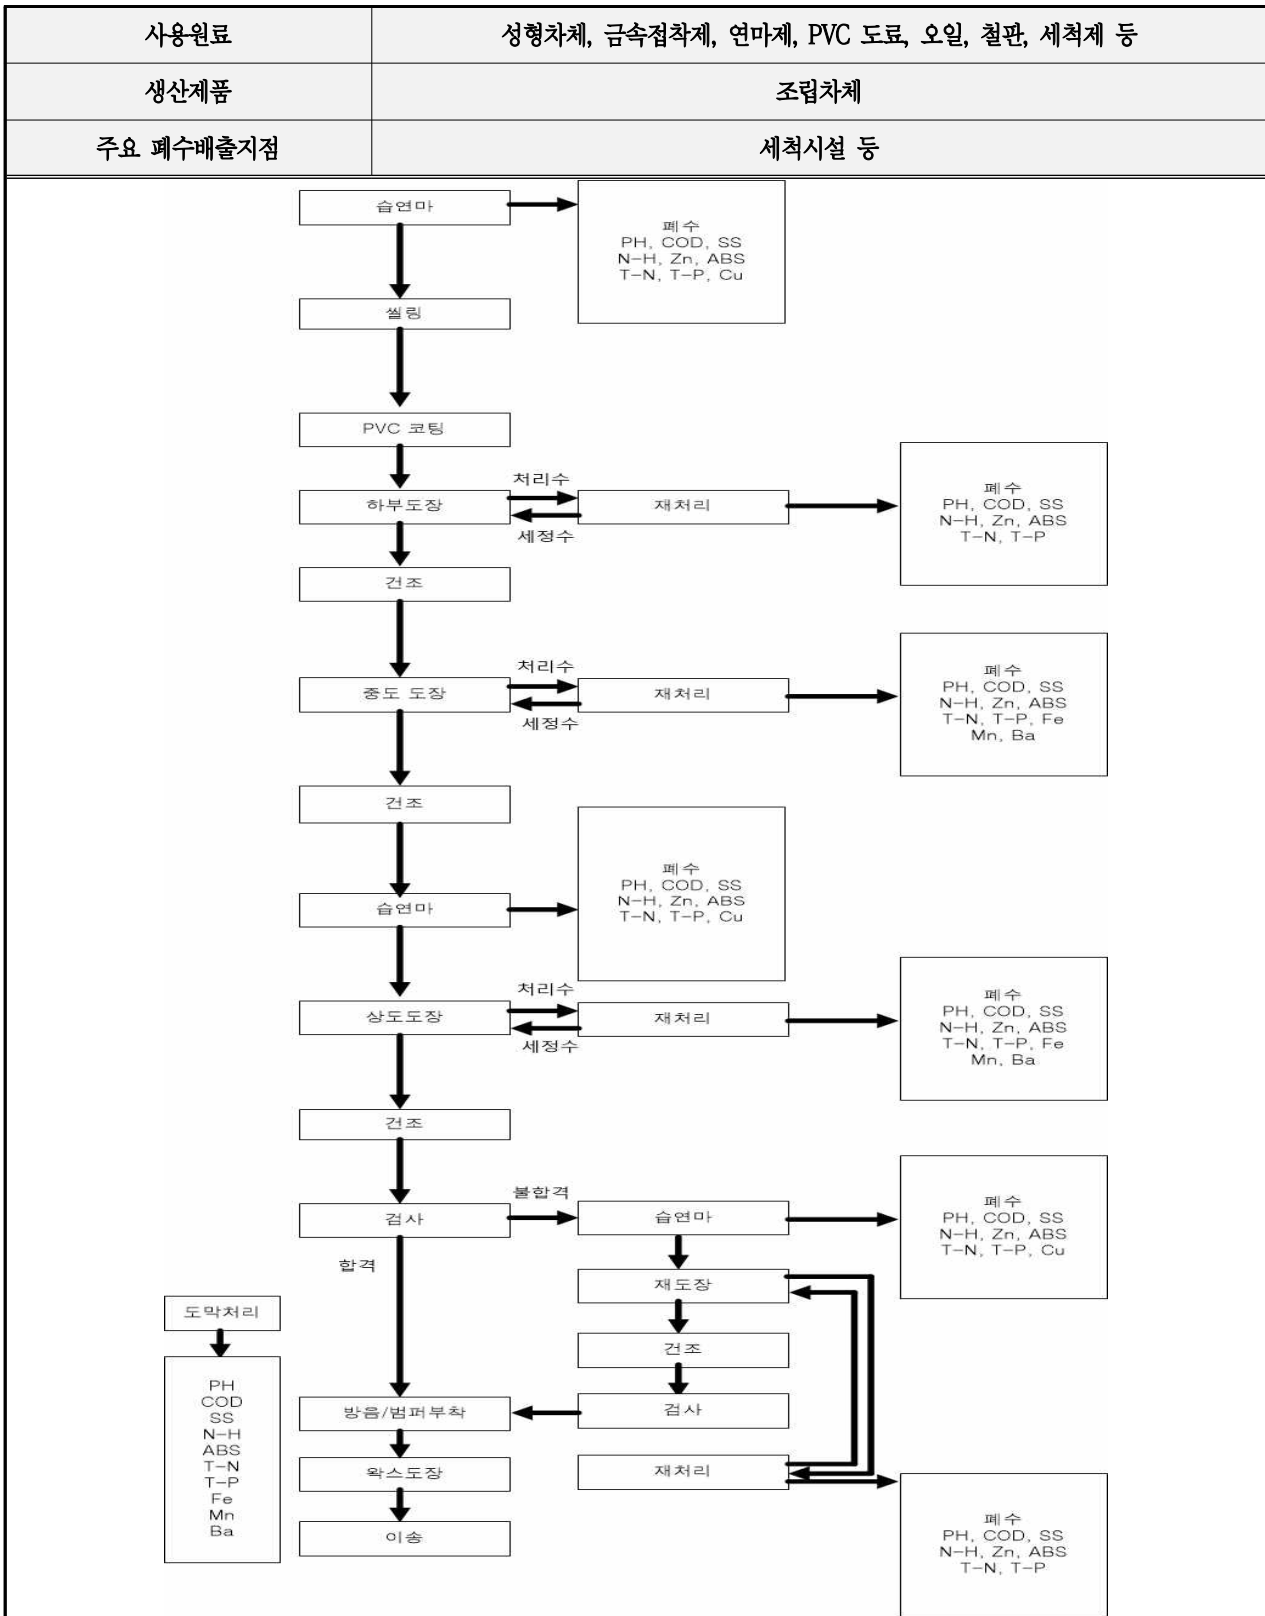 사용원료
성형차체, 금속접착제, 연마제, PVC 도료, 오일, 철판, 세척제 등
생산제품
조립차체
주요 폐수배출지점
세척시설 등
습연마
폐수
PH, COD, SS
N-H, Zn, ABS
T-N, T-P, Cu
씰링
PVC 코팅
하부도장
처리수
세정수
재처리
폐수
PH, COD, SS
N-H, Zn, ABS
T-N, T-P
건조
중도 도장
처리수
세정수
재처리
폐수
PH, COD, SS
N-H, Zn, ABS
T-N, T-P, Fe
Mn, Ba
건조
습연마
폐수
PH, COD, SS
N-H, Zn, ABS
T-N, T-P, Cu
상도도장
처리수
세정수
재처리
폐수
PH, COD, SS
N-H, Zn, ABS
T-N, T-P, Fe
Mn, Ba
건조
검사
불합격
합격
습연마
폐수
PH, COD, SS
N-H, Zn, ABS
T-N, T-P, Cu
재도장
건조
검사
도막처리
PH
COD
SS
N-H
ABS
T-N
T-P
Fe
Mn
Ba
방음/범퍼부착
왁스도장
이송
재처리
폐수
PH, COD, SS
N-H, Zn, ABS
T-N, T-P